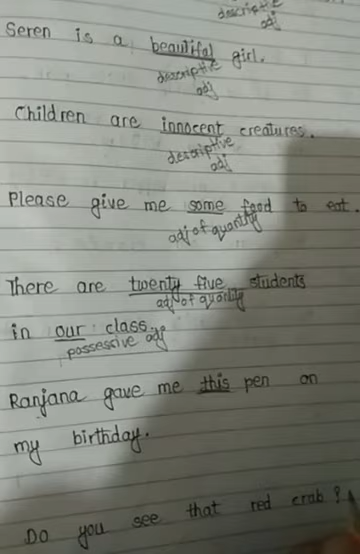 descriptive
adj
Seren is a beautiful girl.
descriptive
adj
Children are innocent creatures.
descriptive
adj
Please give me some food to eat.
adj of quantity
There are twenty five students
adj of quantity
in our class.
possessive adj
Ranjana gave me this pen on
my birthday.
Do you see that red crab?